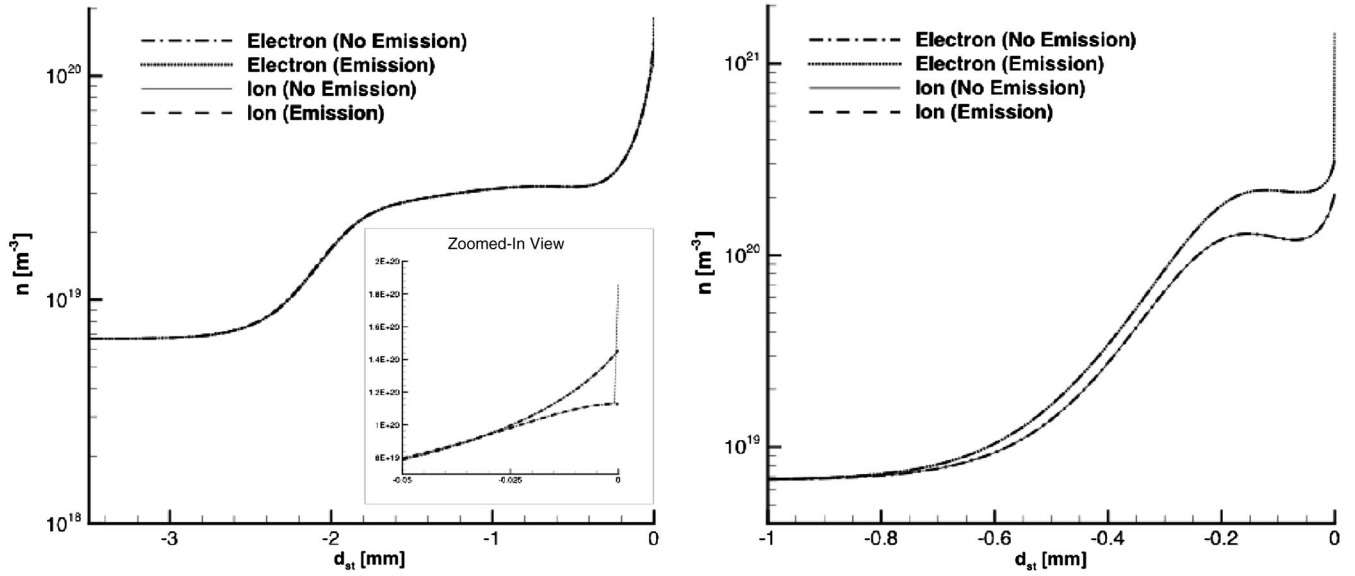 10^20
10^19
10^18
n [m^-3]
Electron (No Emission)
Electron (Emission)
Ion (No Emission)
Ion (Emission)
Zoomed-In View
2E+20
1.8E+20
1.6E+20
1.4E+20
1.2E+20
1E+20
8E+19
-0.05 -0.025 0
-3 -2 -1 0
d_st [mm]
10^21
10^20
10^19
n [m^-3]
Electron (No Emission)
Electron (Emission)
Ion (No Emission)
Ion (Emission)
-1 -0.8 -0.6 -0.4 -0.2 0
d_st [mm]